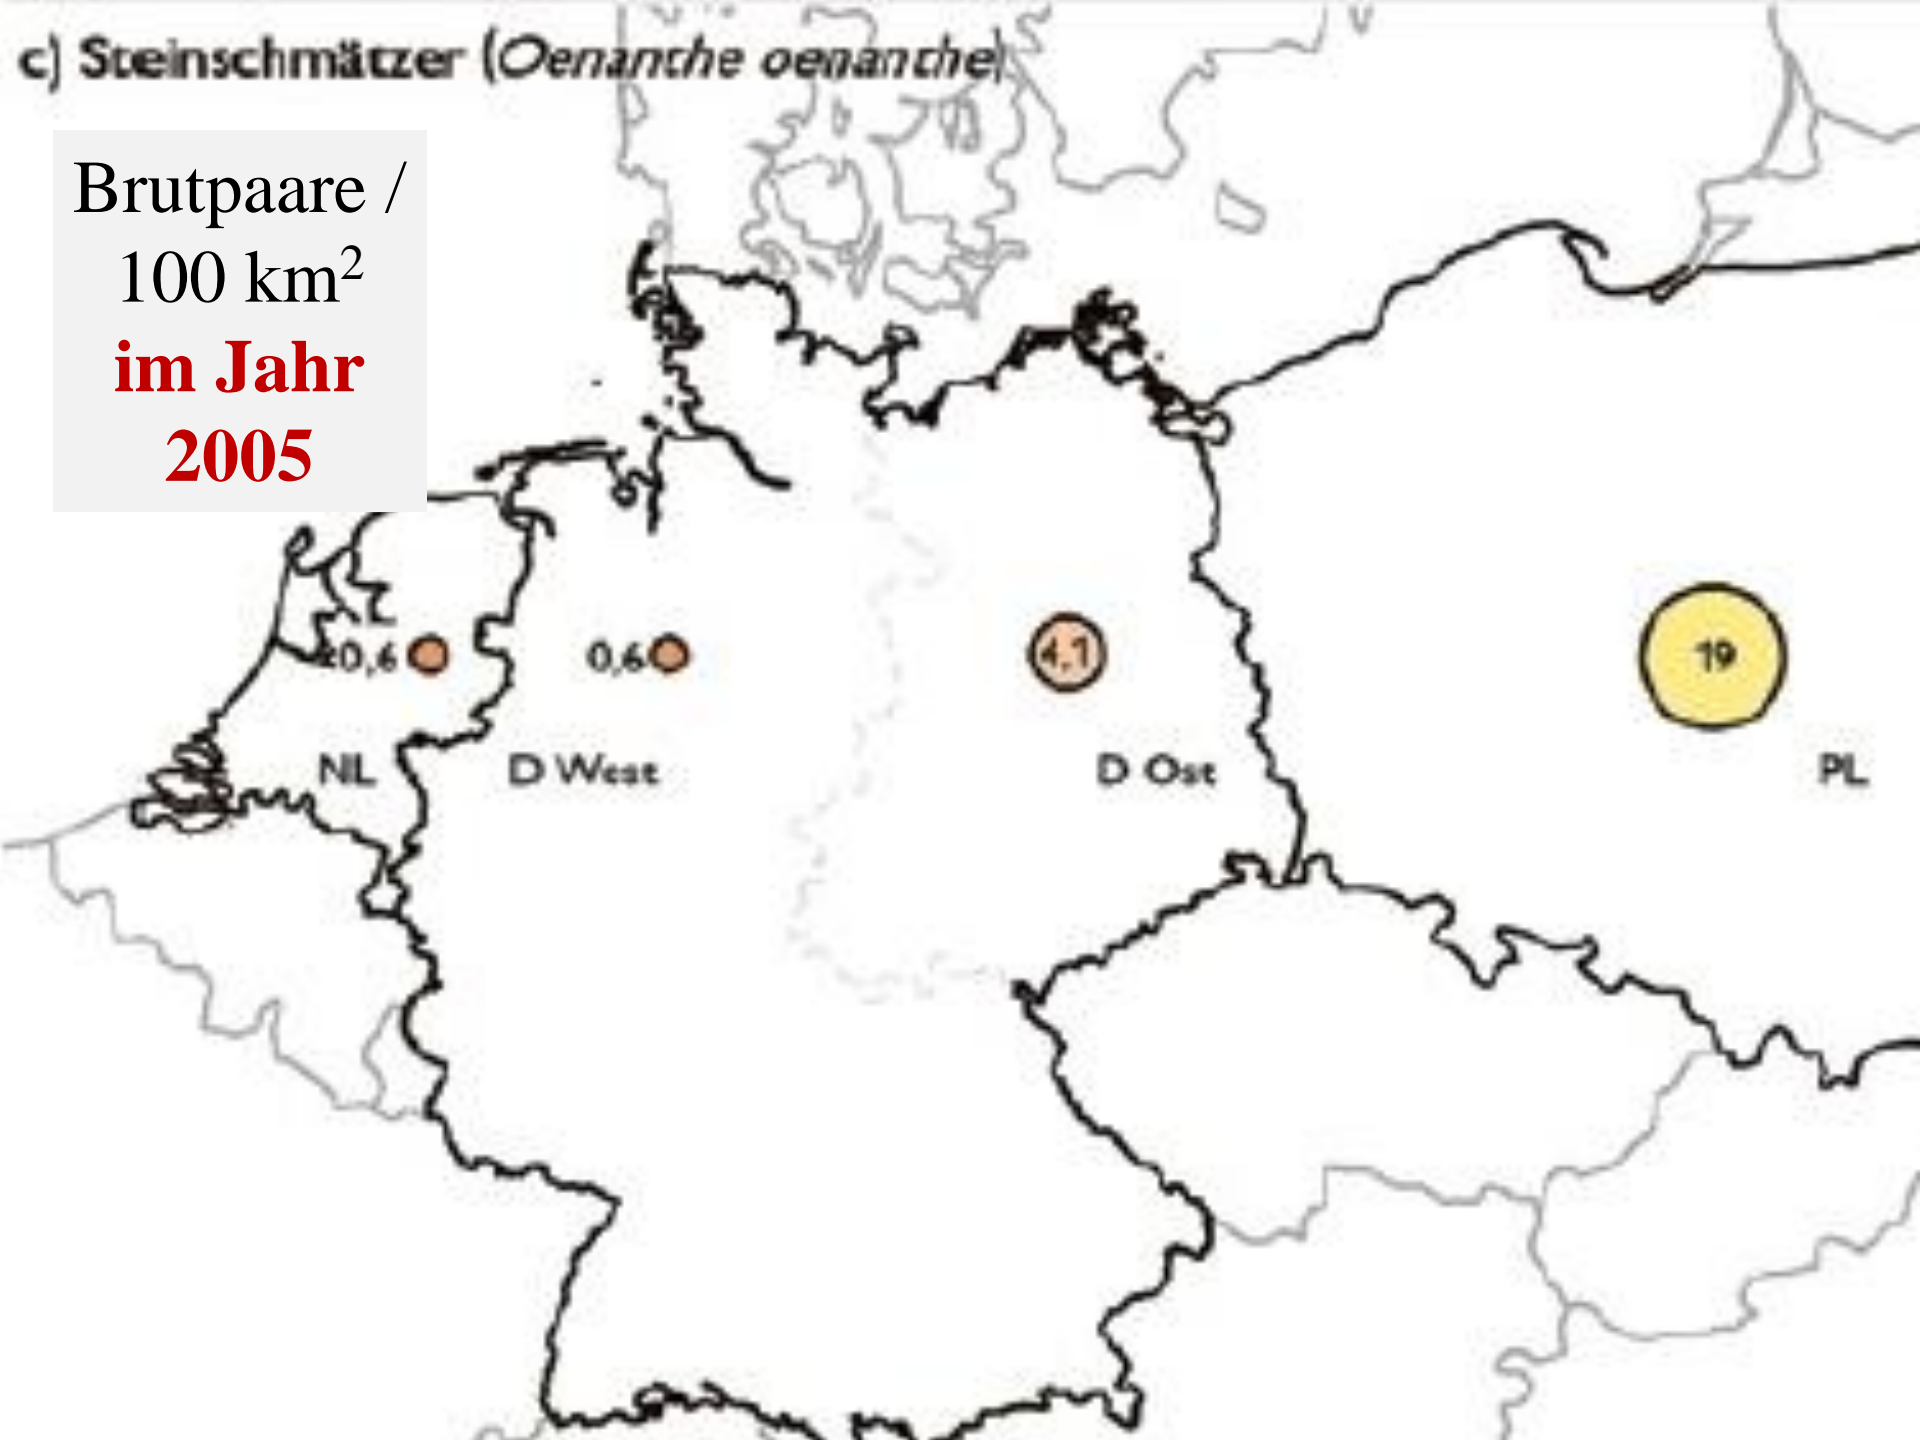 c) Steinschmätzer (Oenanthe oenanthe)
Brutpaare /
100 km²
im Jahr
2005
0,6
0,6
4,1
19
NL
D West
D Ost
PL